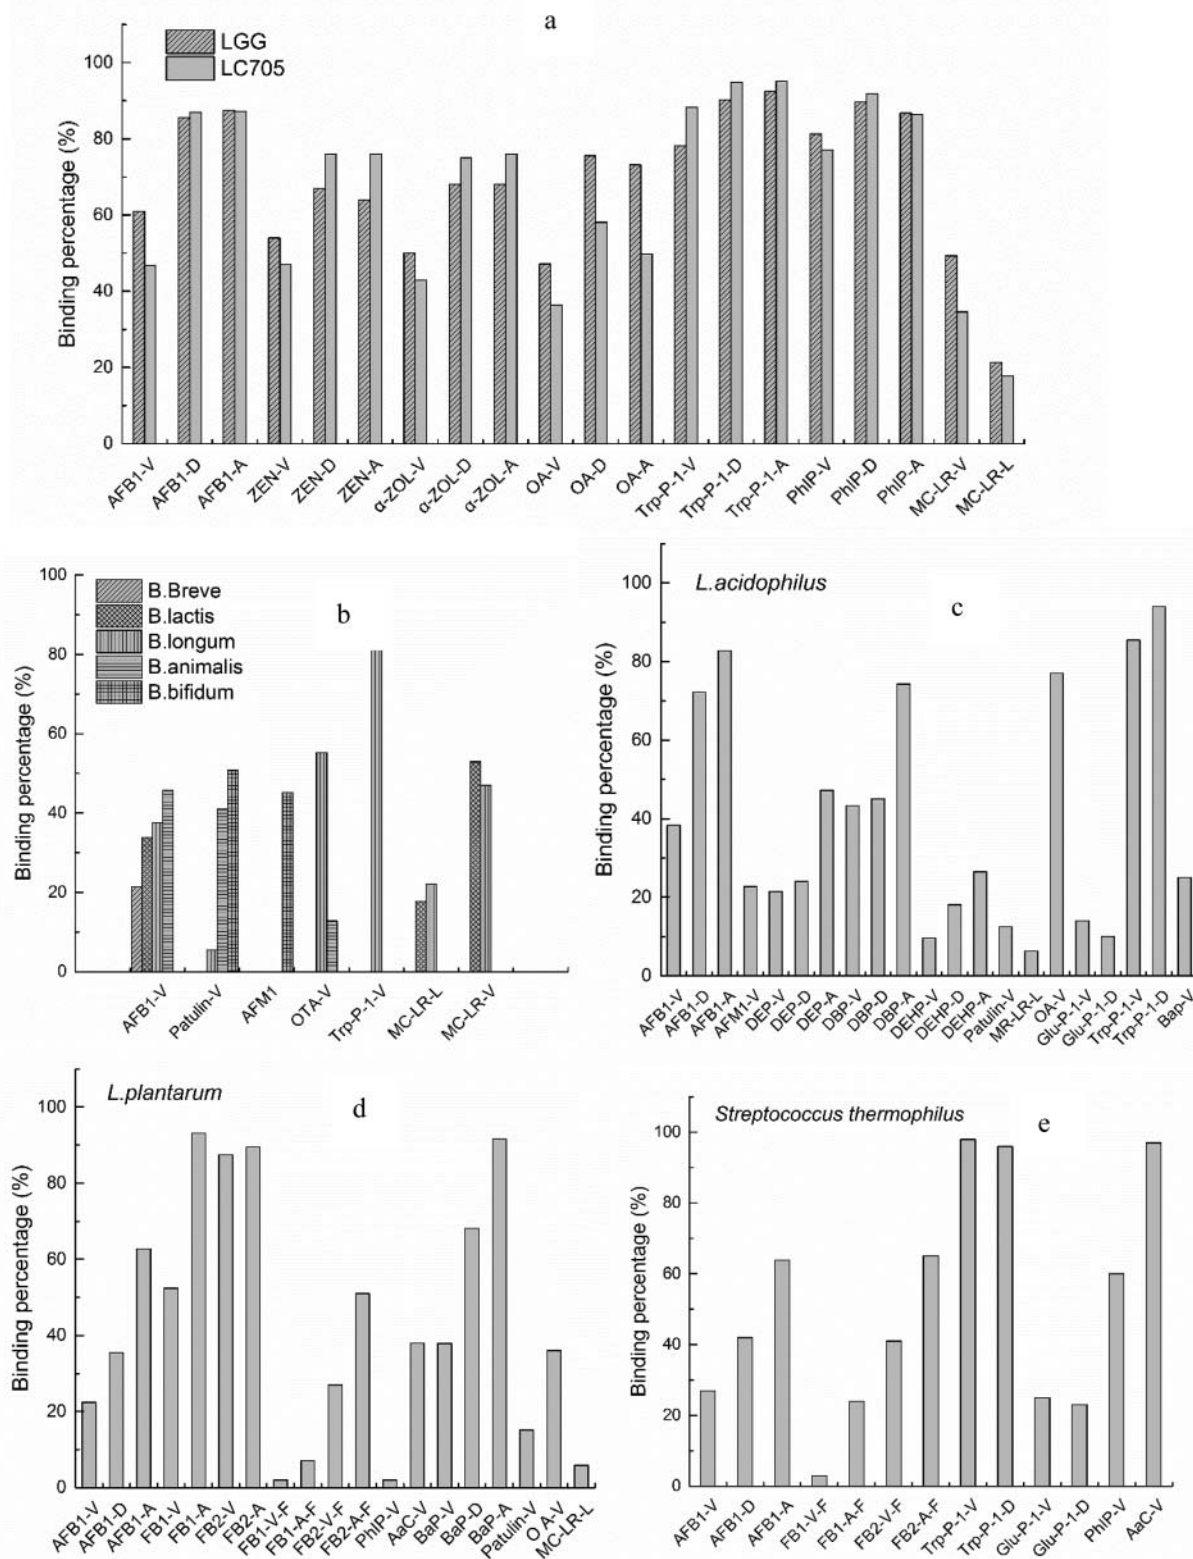 a
LGG
LC705
Binding percentage (%)
100
80
60
40
20
0
AFB1-V
AFB1-D
AFB1-A
ZEN-V
ZEN-D
ZEN-A
α-ZOL-V
α-ZOL-D
α-ZOL-A
OA-V
OA-D
OA-A
Trp-P-1-V
Trp-P-1-D
Trp-P-1-A
PhIP-V
PhIP-D
PhIP-A
MC-LR-V
MC-LR-L
b
B.Breve
B.lactis
B.longum
B.animalis
B.bifidum
Binding percentage (%)
100
80
60
40
20
0
AFB1-V
Patulin-V
AFM1
OTA-V
Trp-P-1-V
MC-LR-L
MC-LR-V
L.acidophilus
c
Binding percentage (%)
100
80
60
40
20
0
AFB1-V
AFB1-D
AFB1-A
AFM1-V
DEP-V
DEP-D
DEP-A
DBP-V
DBP-D
DBP-A
DEHP-V
DEHP-D
DEHP-A
Patulin-V
MR-LR-L
OA-V
Glu-P-1-V
Glu-P-1-D
Trp-P-1-V
Trp-P-1-D
Bap-V
L.plantarum
d
Binding percentage (%)
100
80
60
40
20
0
AFB1-V
AFB1-D
AFB1-A
FB1-V
FB1-A
FB2-V
FB2-A
FB1-V-F
FB1-A-F
FB2-V-F
FB2-A-F
PhIP-V
AaC-V
BaP-V
BaP-D
BaP-A
Patulin-V
O A-V
MC-LR-L
Streptococcus thermophilus
e
Binding percentage (%)
100
80
60
40
20
0
AFB1-V
AFB1-D
AFB1-A
FB1-V-F
FB1-A-F
FB2-V-F
FB2-A-F
Trp-P-1-V
Trp-P-1-D
Glu-P-1-V
Glu-P-1-D
PhIP-V
AaC-V